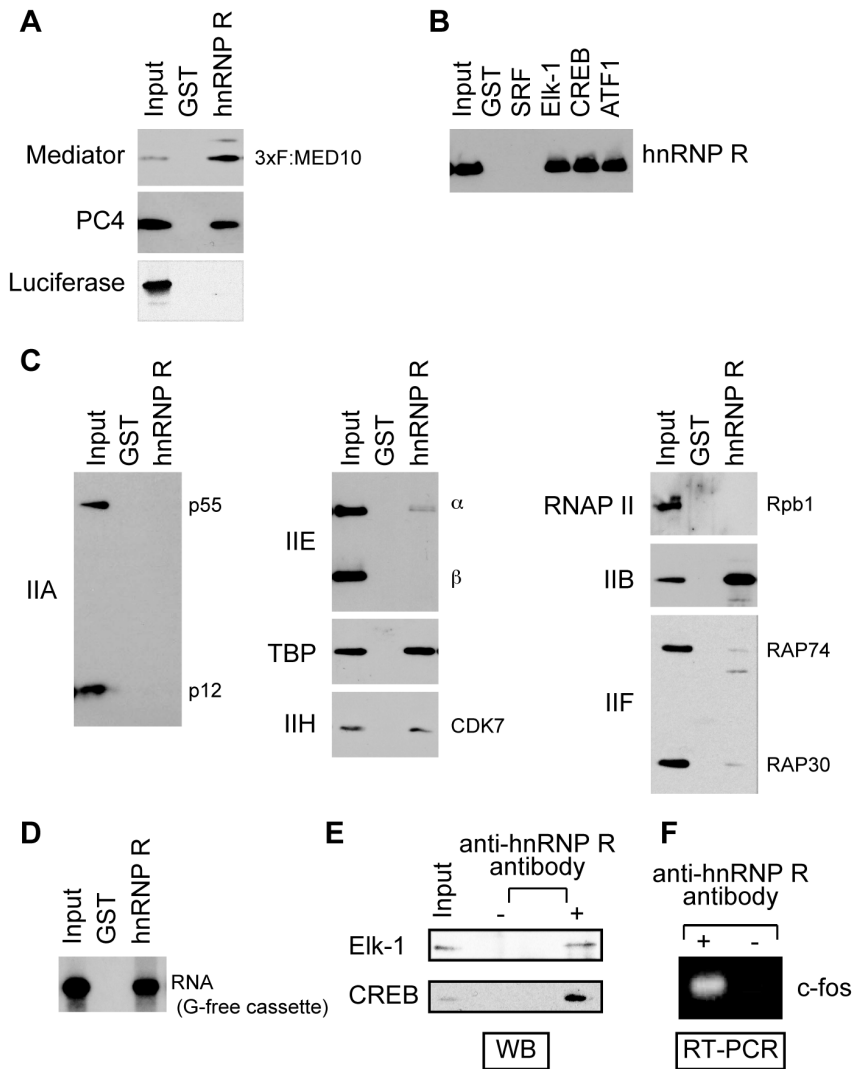 A
Input
GST
hnRNP R
Mediator
3xF:MED10
PC4
Luciferase
B
Input
GST
SRF
Elk-1
CREB
ATF1
hnRNP R
C
Input
GST
hnRNP R
IIA
p55
p12
Input
GST
hnRNP R
IIE
α
β
TBP
IIH
CDK7
Input
GST
hnRNP R
RNAP II
Rpb1
IIB
IIF
RAP74
RAP30
D
Input
GST
hnRNP R
RNA
(G-free cassette)
E
anti-hnRNP R
antibody
Input
- +
Elk-1
CREB
WB
F
anti-hnRNP R
antibody
+ -
c-fos
RT-PCR